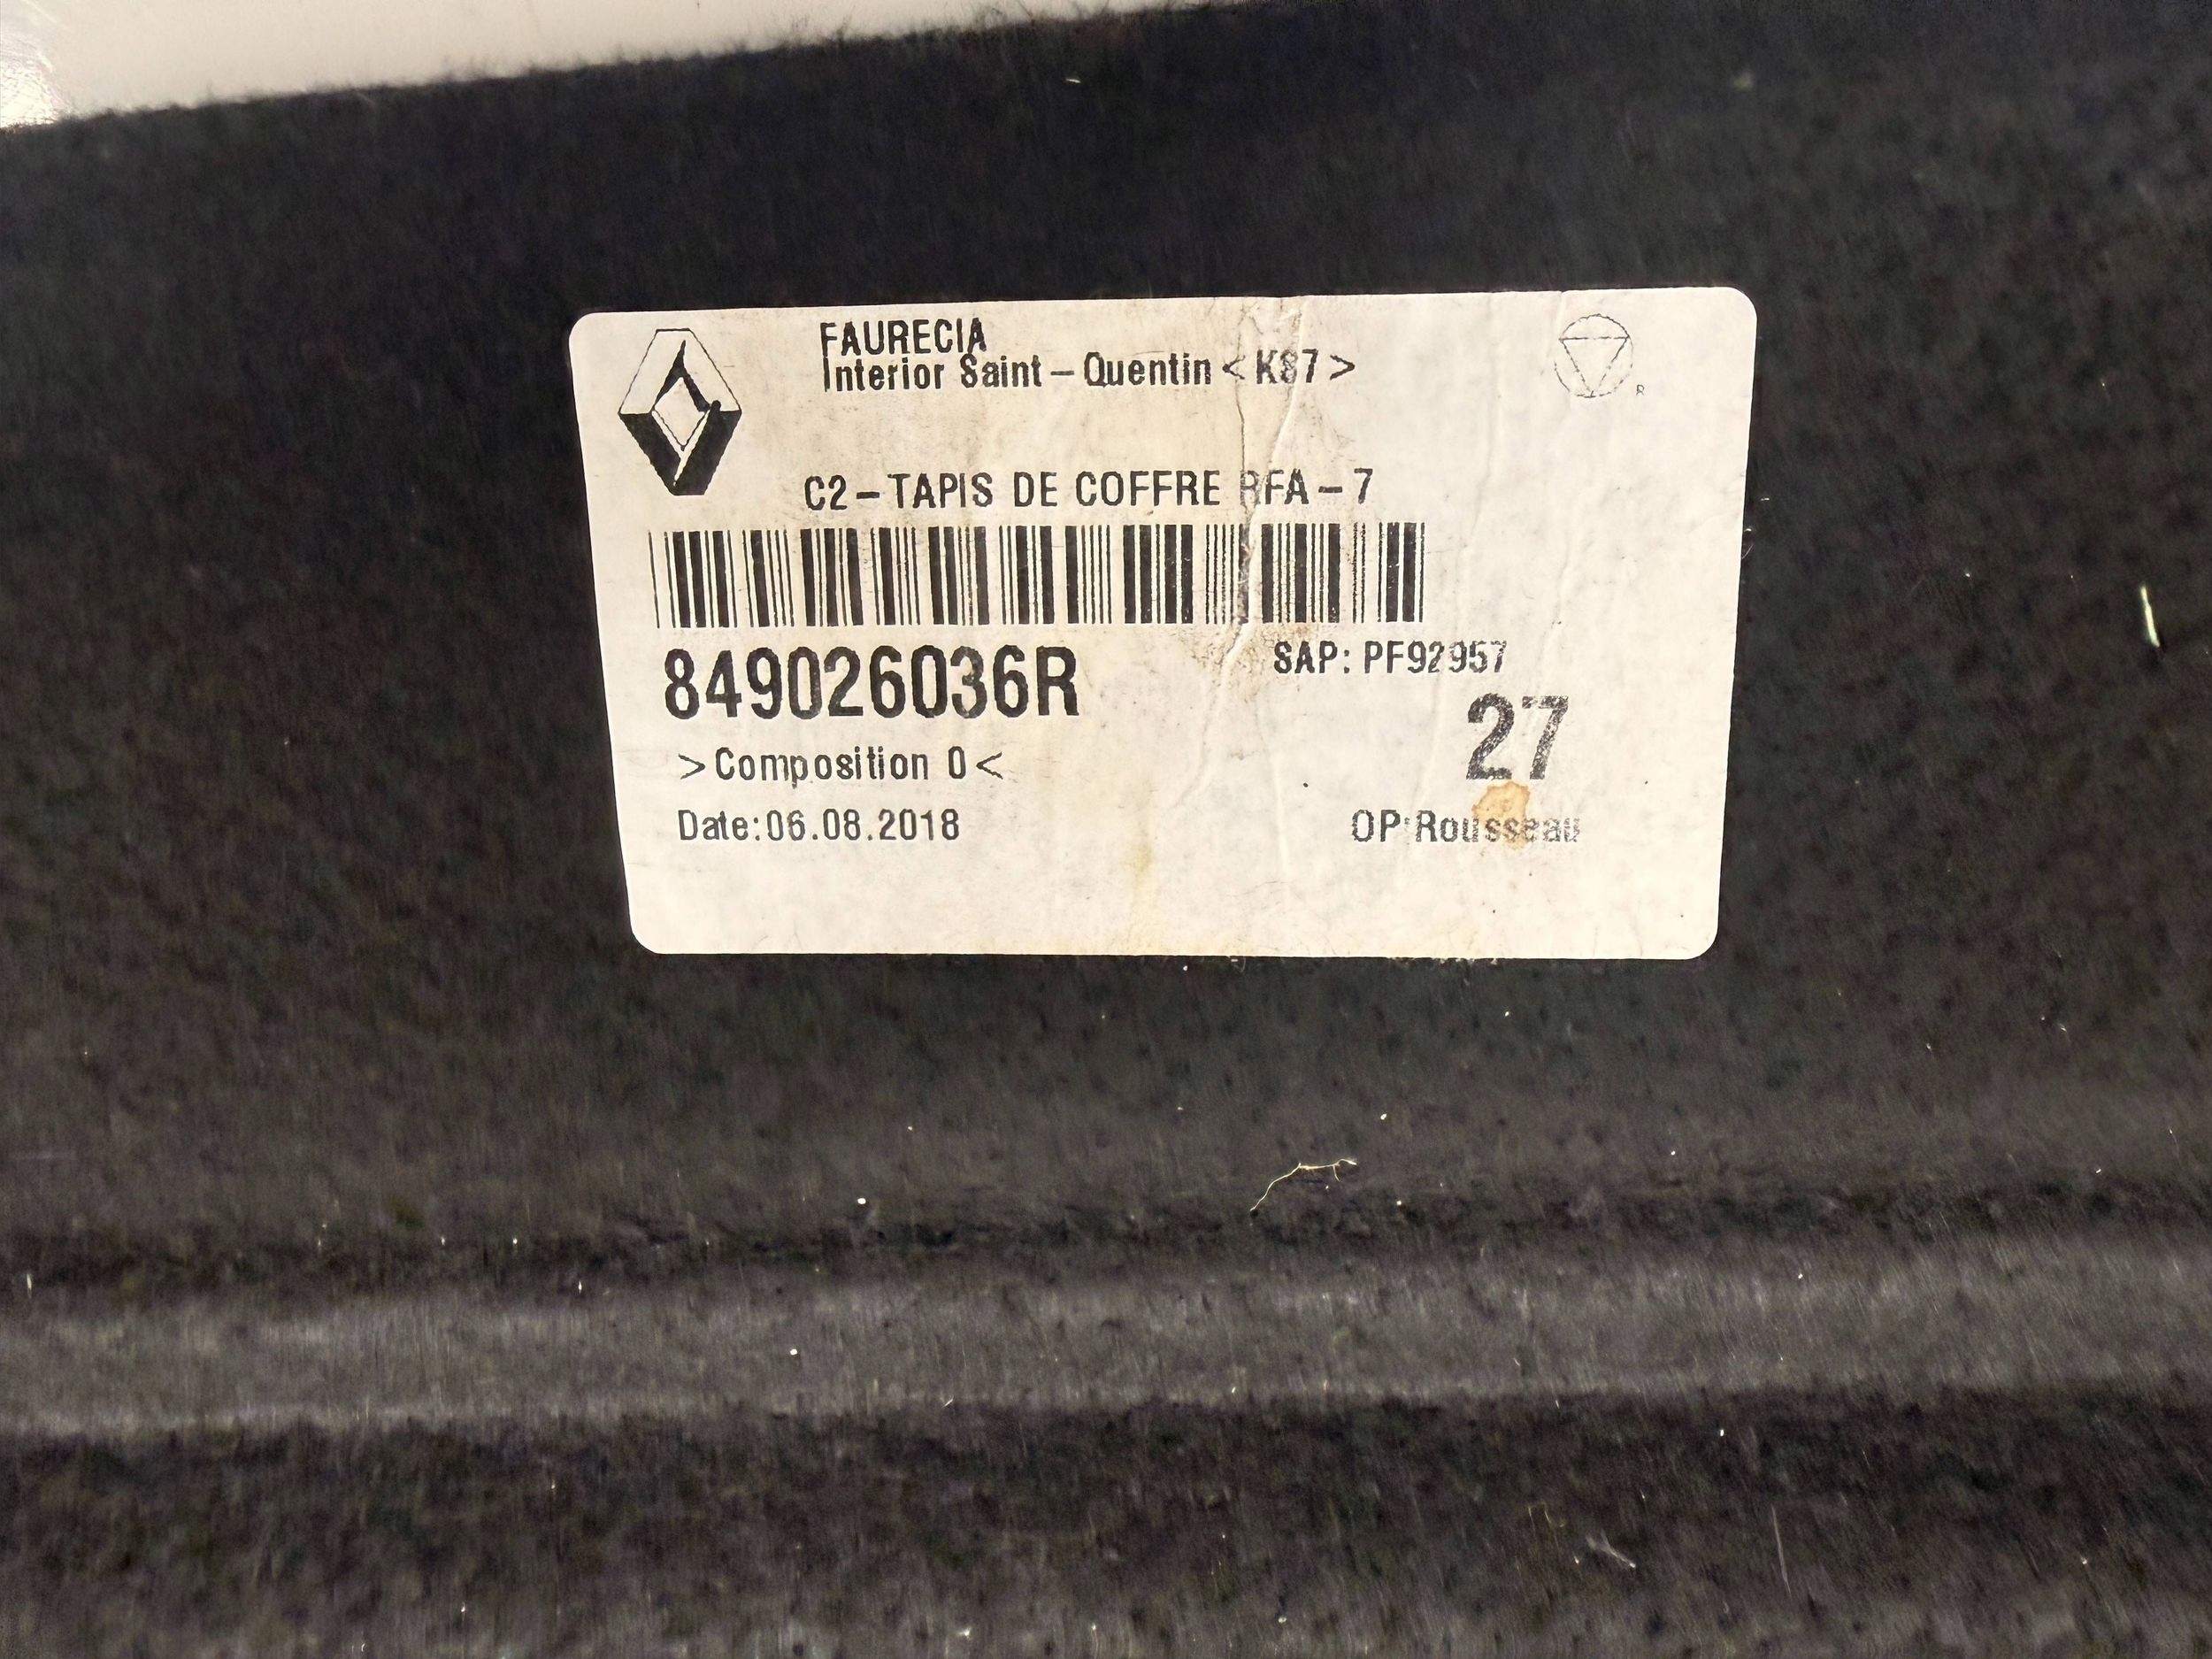 FAURECIA
Interior Saint-Quentin <K87>
C2-TAPIS DE COFFRE RFA-7
849026036R
SAP: PF92957
27
>Composition 0<
Date:06.08.2018
OP:Rousseau
R